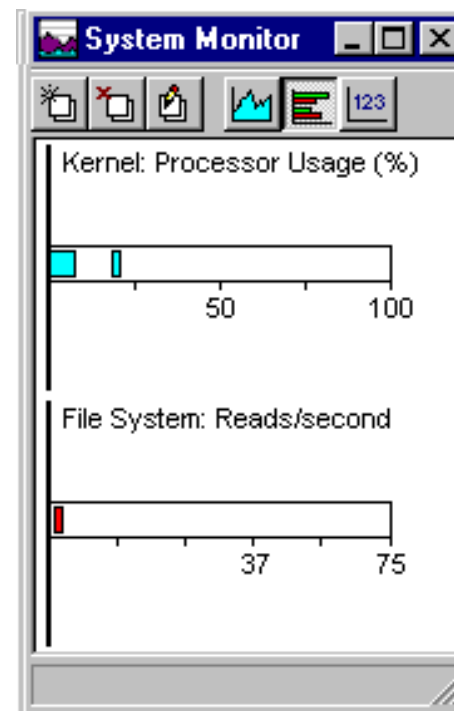 System Monitor
123
Kernel: Processor Usage (%)
50 100
File System: Reads/second
37 75